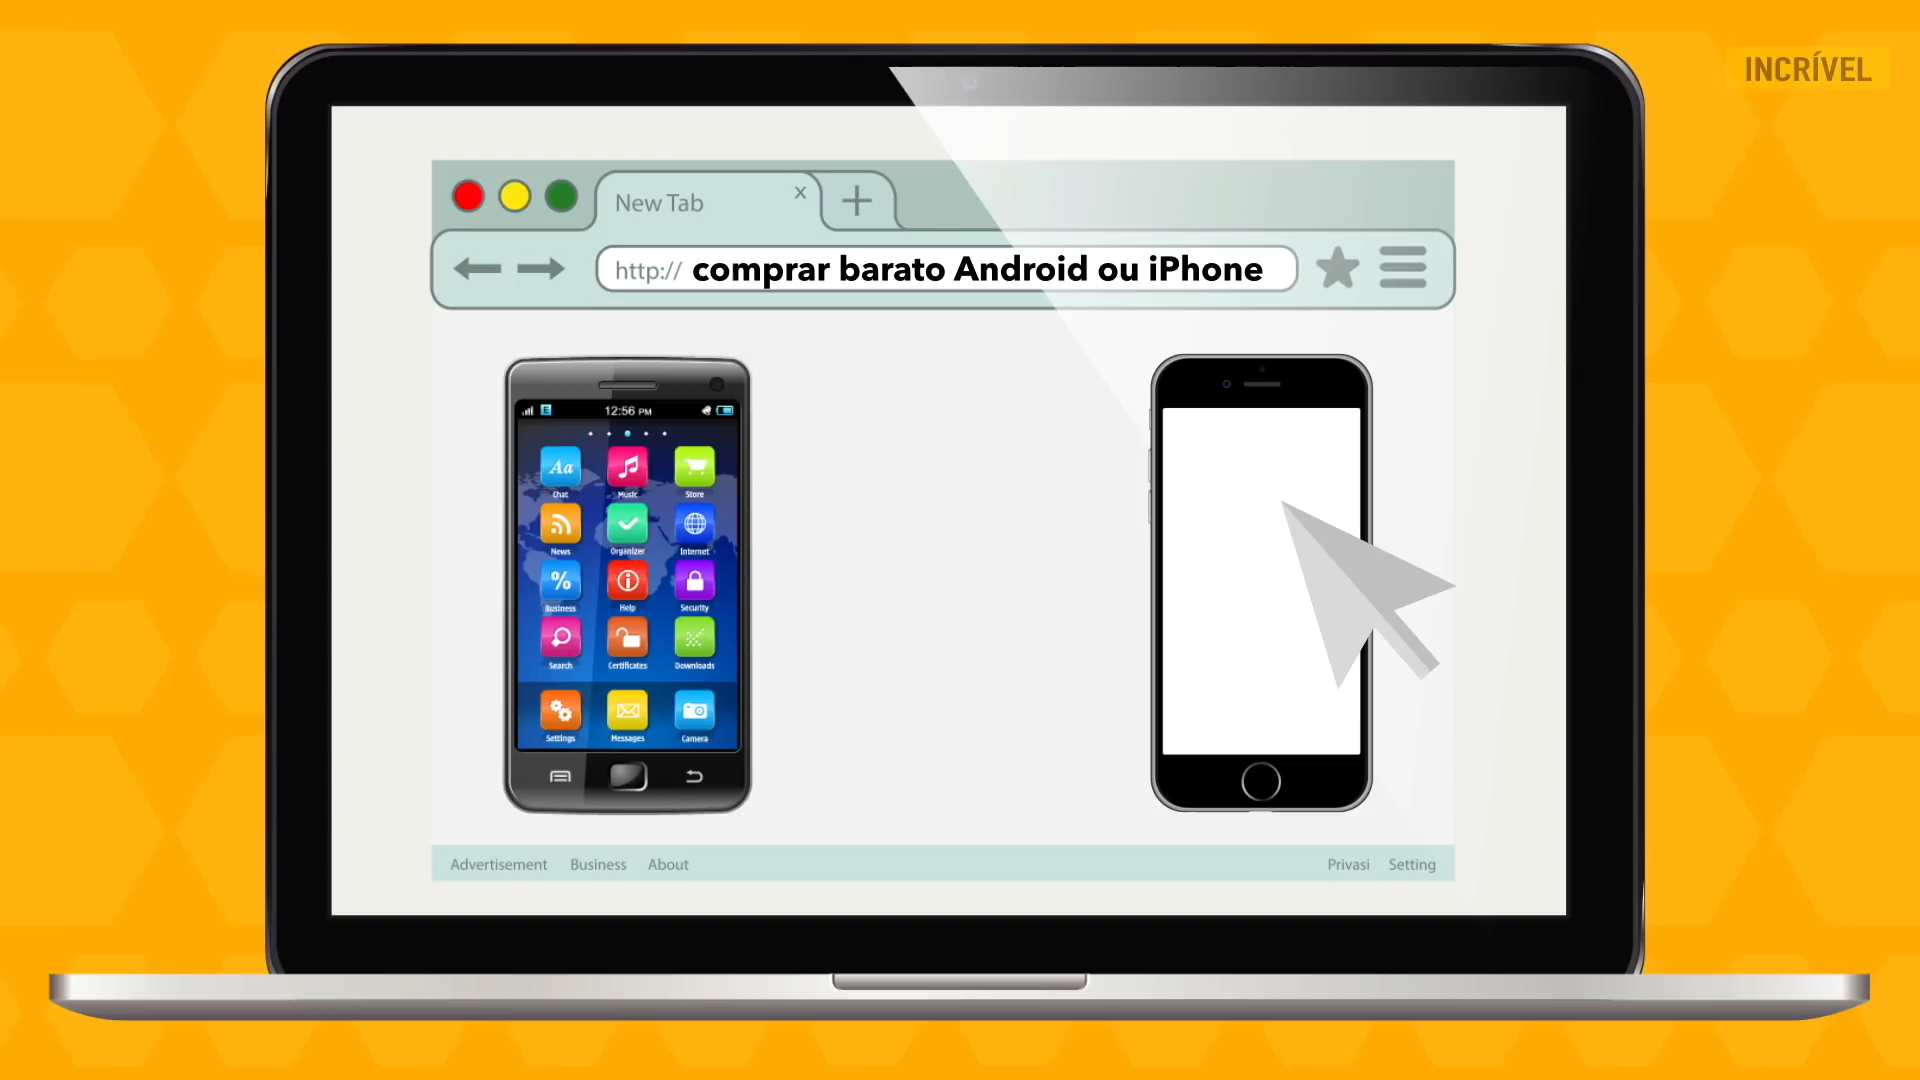 INCRÍVEL
New Tab x +
http:// comprar barato Android ou iPhone
12:56 PM
E
Aa
Chat Music Store
News Organizer Internet
%
Business Help Security
Search Certificates Downloads
Settings Messages Camera
Advertisement Business About Privasi Setting